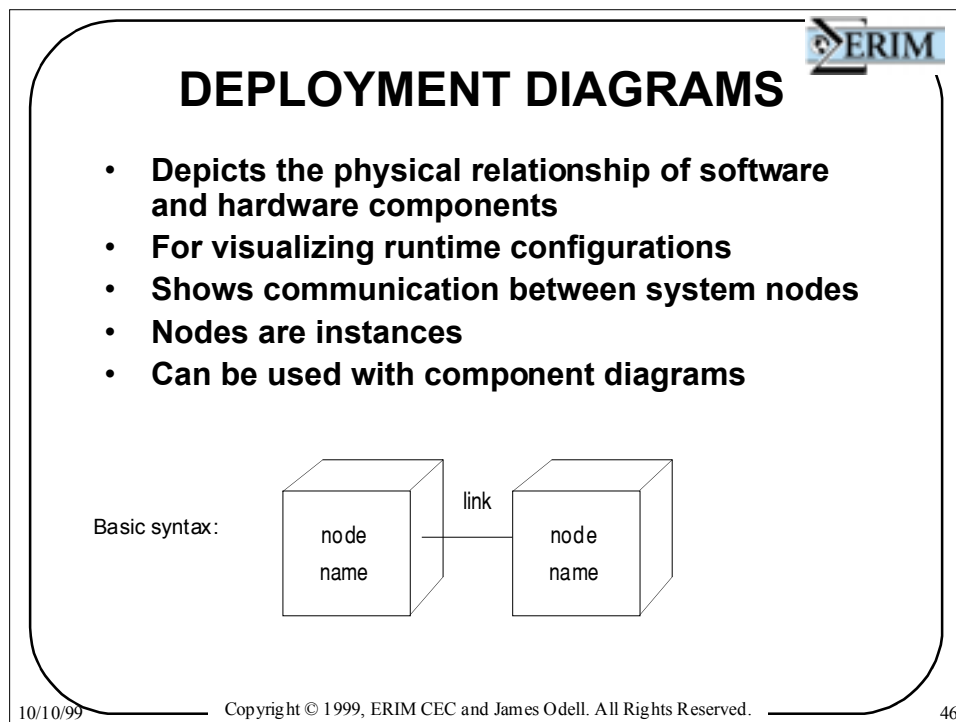 ERIM
DEPLOYMENT DIAGRAMS
• Depicts the physical relationship of software
and hardware components
• For visualizing runtime configurations
• Shows communication between system nodes
• Nodes are instances
• Can be used with component diagrams
Basic syntax:
node
name
link
node
name
10/10/99
Copyright © 1999, ERIM CEC and James Odell. All Rights Reserved.
46